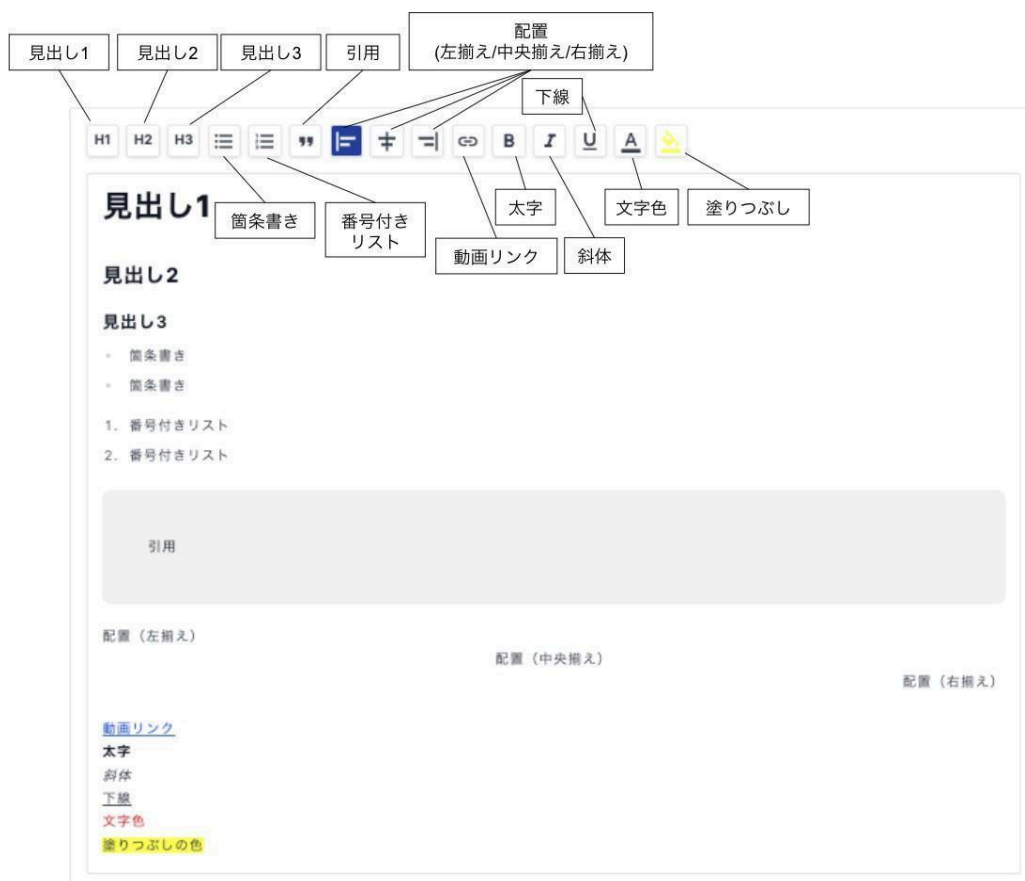 配置
(左揃え/中央揃え/右揃え)
見出し1
見出し2
見出し3
引用
下線
H1
H2
H3
B
I
U
A
見出し1
箇条書き
番号付き
リスト
太字
文字色
塗りつぶし
動画リンク
斜体
見出し2
見出し3
箇条書き
箇条書き
1. 番号付きリスト
2. 番号付きリスト
引用
配置（左揃え）
配置（中央揃え）
配置（右揃え）
動画リンク
太字
斜体
下線
文字色
塗りつぶしの色